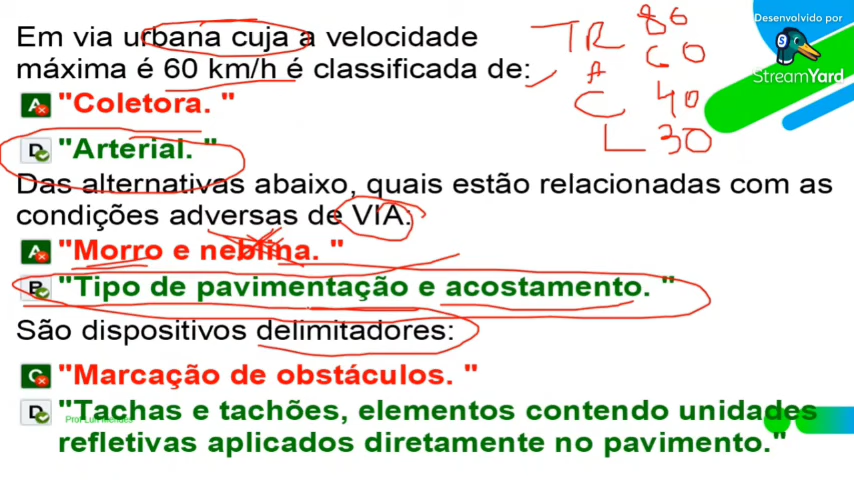 Em via urbana cuja a velocidade
máxima é 60 km/h é classificada de:
A "Coletora. "
D "Arterial. "
Das alternativas abaixo, quais estão relacionadas com as
condições adversas de VIA:
A "Morro e neblina. "
B "Tipo de pavimentação e acostamento. "
São dispositivos delimitadores:
C "Marcação de obstáculos. "
D "Tachas e tachões, elementos contendo unidades
refletivas aplicados diretamente no pavimento."
TR 80
A 60
C 40
L 30
Desenvolvido por
StreamYard